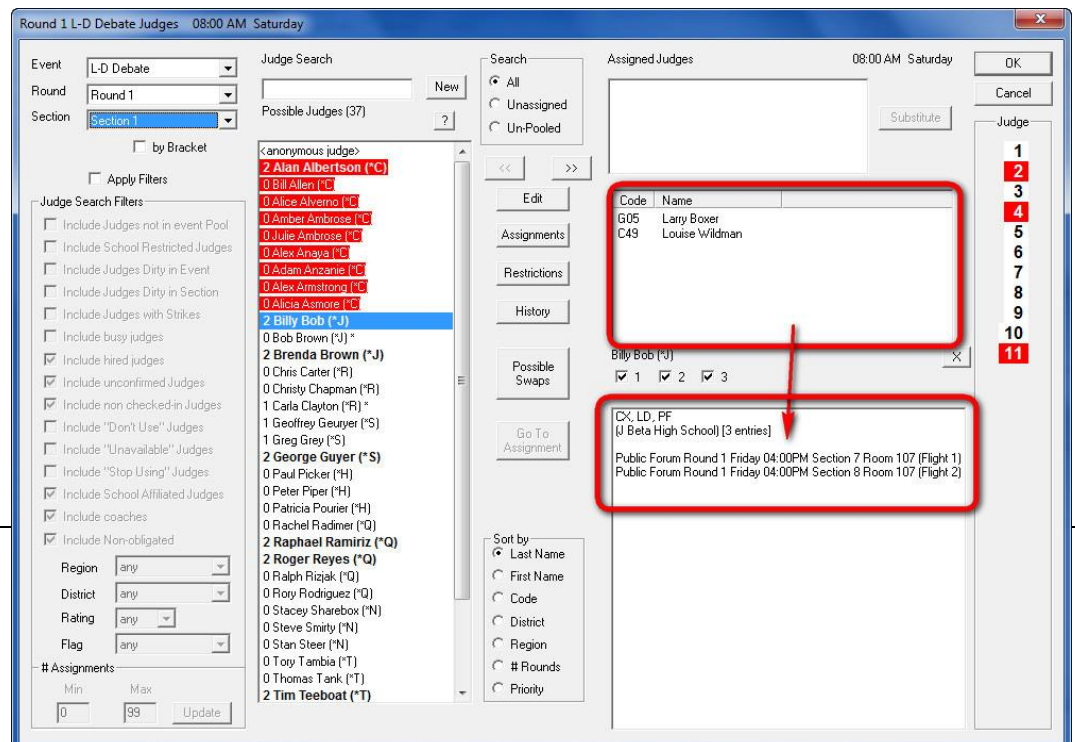 Round 1 L-D Debate Judges 08:00 AM Saturday
Event L-D Debate
Round Round 1
Section Section 1
by Bracket
Apply Filters
Judge Search Filters
Include Judges not in event Pool
Include School Restricted Judges
Include Judges Dirty in Event
Include Judges Dirty in Section
Include Judges with Strikes
Include busy judges
Include hired judges
Include unconfirmed Judges
Include non checked-in Judges
Include "Don't Use" Judges
Include "Unavailable" Judges
Include "Stop Using" Judges
Include School Affiliated Judges
Include coaches
Include Non-obligated
Region any
District any
Rating any
Flag any
# Assignments
Min Max
0 99 Update
Judge Search
New
Possible Judges (37)
?
<anonymous judge>
2 Alan Albertson (*C)
0 Bill Allen (*C)
0 Alice Alverno (*C)
0 Amber Ambrose (*C)
0 Julie Ambrose (*C)
0 Alex Anaya (*C)
0 Adam Anzanie (*C)
0 Alex Armstrong (*C)
0 Alicia Asmore (*C)
2 Billy Bob (*J)
0 Bob Brown (*J) *
2 Brenda Brown (*J)
0 Chris Carter (*R)
0 Christy Chapman (*R)
1 Carla Clayton (*R) *
1 Geoffrey Geuryer (*S)
1 Greg Grey (*S)
2 George Guyer (*S)
0 Paul Picker (*H)
0 Peter Piper (*H)
0 Patricia Pourier (*H)
0 Rachel Radimer (*Q)
2 Raphael Ramiriz (*Q)
2 Roger Reyes (*Q)
0 Ralph Rizjak (*Q)
0 Rory Rodriguez (*Q)
0 Stacey Sharebox (*N)
0 Steve Smirty (*N)
0 Stan Steer (*N)
0 Tory Tambia (*T)
0 Thomas Tank (*T)
2 Tim Teeboat (*T)
Search
All
Unassigned
Un-Pooled
<< >>
Edit
Assignments
Restrictions
History
Possible
Swaps
Go To
Assignment
Sort by
Last Name
First Name
Code
District
Region
# Rounds
Priority
Assigned Judges 08:00 AM Saturday
Substitute
Code Name
G05 Larry Boxer
C49 Louise Wildman
Billy Bob (*J) X
1 2 3
CX, LD, PF
(J Beta High School) [3 entries]
Public Forum Round 1 Friday 04:00PM Section 7 Room 107 (Flight 1)
Public Forum Round 1 Friday 04:00PM Section 8 Room 107 (Flight 2)
OK
Cancel
Judge
1
2
3
4
5
6
7
8
9
10
11